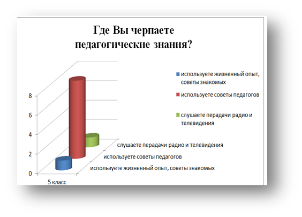 Где Вы черпаете
педагогические знания?
используете жизненный опыт,
советы знакомых
используете советы педагогов
слушаете передачи радио и
телевидения
8
6
4
2
0
слушаете перадачи радио и телевидения
используете советы педагогов
используете жизненный опыт, советы знакомых
5 класс